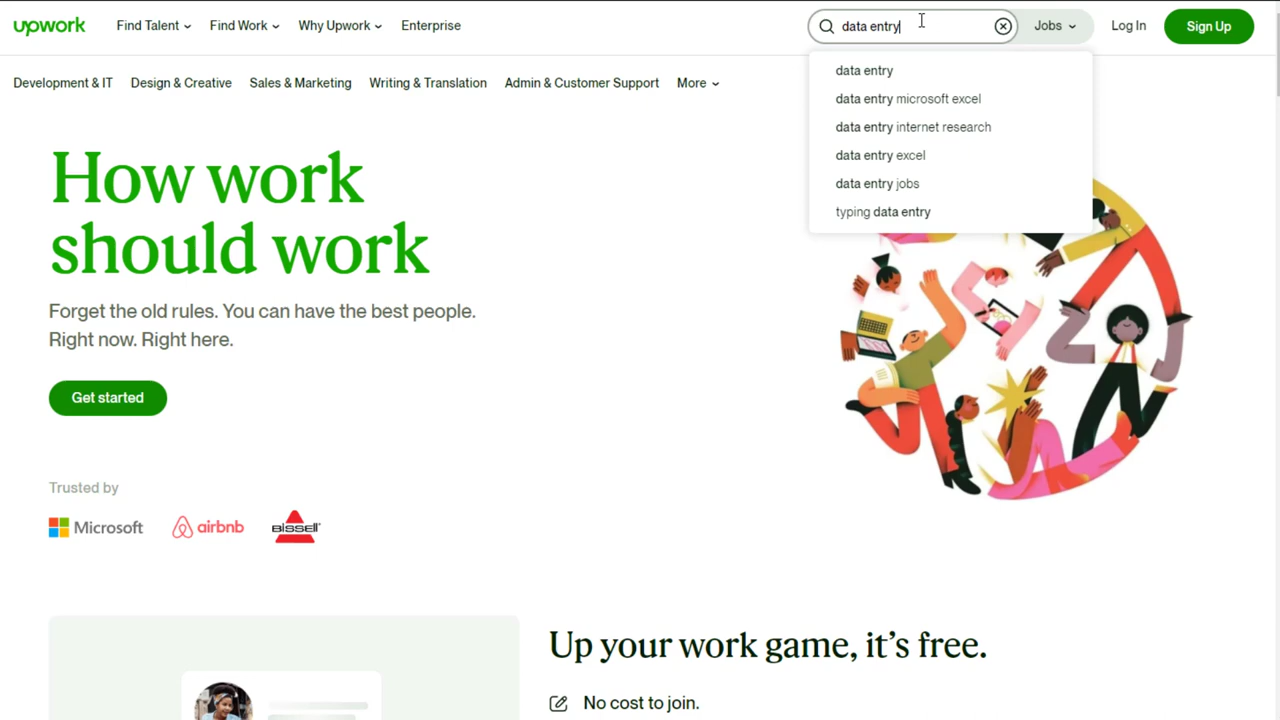 upwork Find Talent Find Work Why Upwork Enterprise data entry Jobs Log In Sign Up
Development & IT Design & Creative Sales & Marketing Writing & Translation Admin & Customer Support More
data entry
data entry microsoft excel
data entry internet research
data entry excel
data entry jobs
typing data entry
How work
should work
Forget the old rules. You can have the best people.
Right now. Right here.
Get started
Trusted by
Microsoft airbnb BISSELL
Up your work game, it's free.
No cost to join.